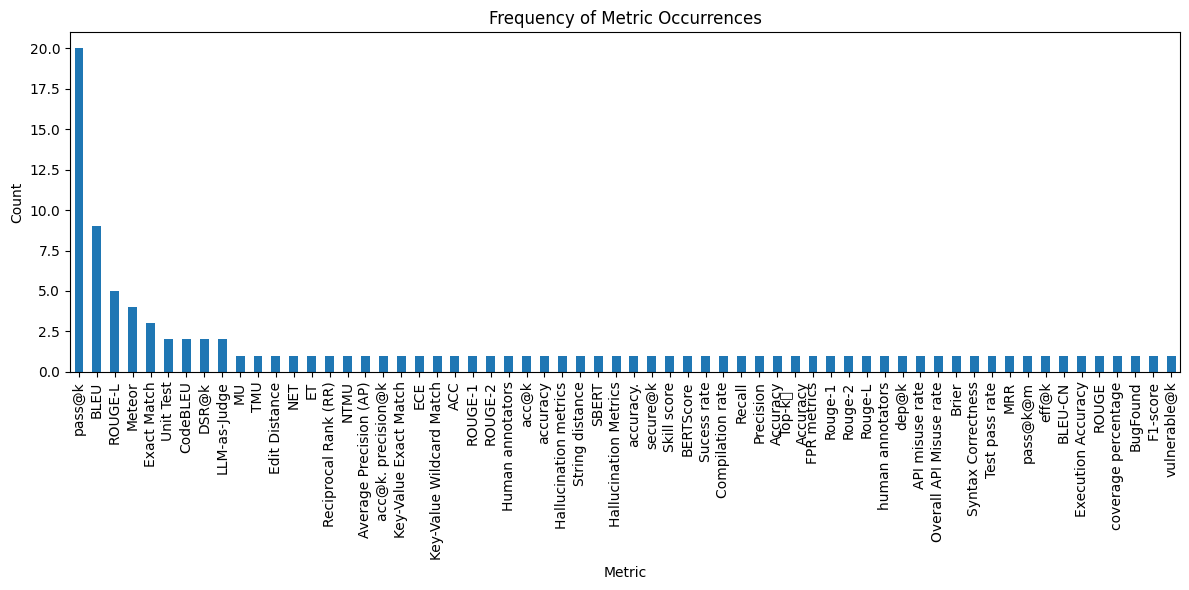 Frequency of Metric Occurrences
Count
20.0
17.5
15.0
12.5
10.0
7.5
5.0
2.5
0.0
pass@k
BLEU
ROUGE-L
Meteor
Exact Match
Unit Test
CodeBLEU
DSR@k
LLM-as-Judge
MU
TMU
Edit Distance
NET
ET
Reciprocal Rank (RR)
NTMU
Average Precision (AP)
acc@k. precision@k
Key-Value Exact Match
ECE
Key-Value Wildcard Match
ACC
ROUGE-1
ROUGE-2
Human annotators
acc@k
accuracy
Hallucination metrics
String distance
SBERT
Hallucination Metrics
accuracy.
secure@k
Skill score
BERTScore
Sucess rate
Compilation rate
Recall
Precision
Accuracy
Top-K
Accuracy
FPR metrics
Rouge-1
Rouge-2
Rouge-L
human annotators
dep@k
API misuse rate
Overall API Misuse rate
Brier
Syntax Correctness
Test pass rate
MRR
pass@k@m
eff@k
BLEU-CN
Execution Accuracy
ROUGE
coverage percentage
BugFound
F1-score
vulnerable@k
Metric